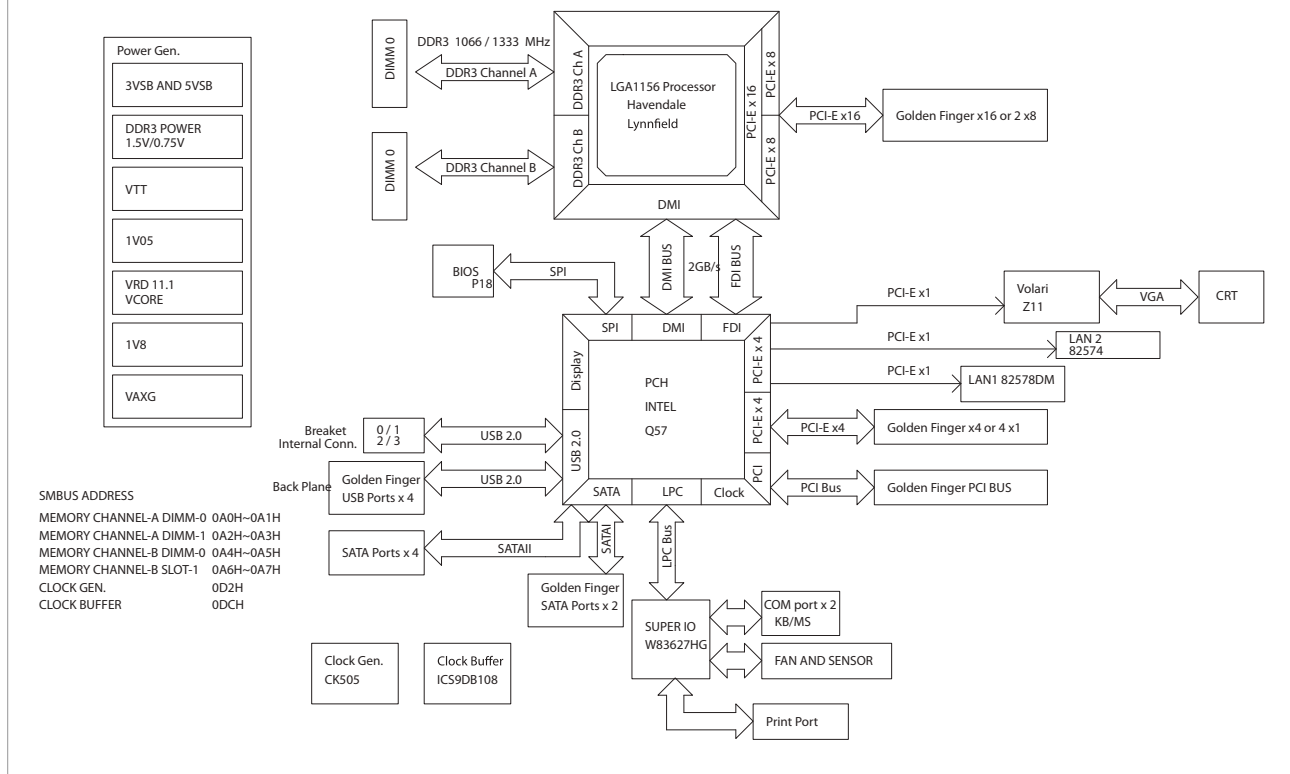 Power Gen.
3VSB AND 5VSB
DDR3 POWER
1.5V/0.75V
VTT
1V05
VRD 11.1
VCORE
1V8
VAXG
DIMM 0
DDR3 1066 / 1333 MHz
DDR3 Channel A
DIMM 0
DDR3 Channel B
DDR3 Ch A
DDR3 Ch B
LGA1156 Processor
Havendale
Lynnfield
PCI-E x 16
PCI-E x 8
PCI-E x 8
DMI
PCI-E x16
Golden Finger x16 or 2 x8
BIOS
P18
SPI
DMI BUS
2GB/s
FDI BUS
PCI-E x1
Volari
Z11
VGA
CRT
PCI-E x1
LAN 2
82574
PCI-E x1
LAN1 82578DM
SPI
DMI
FDI
Display
USB 2.0
PCH
INTEL
Q57
PCI-E x 4
PCI-E x 4
PCI
SATA
LPC
Clock
PCI-E x4
Golden Finger x4 or 4 x1
PCI Bus
Golden Finger PCI BUS
Breaket
Internal Conn.
0 / 1
2 / 3
USB 2.0
Back Plane
Golden Finger
USB Ports x 4
USB 2.0
SATA Ports x 4
SATAII
SATAI
LPC Bus
Golden Finger
SATA Ports x 2
SUPER IO
W83627HG
COM port x 2
KB/MS
FAN AND SENSOR
Print Port
SMBUS ADDRESS
MEMORY CHANNEL-A DIMM-0 0A0H~0A1H
MEMORY CHANNEL-A DIMM-1 0A2H~0A3H
MEMORY CHANNEL-B DIMM-0 0A4H~0A5H
MEMORY CHANNEL-B SLOT-1 0A6H~0A7H
CLOCK GEN. 0D2H
CLOCK BUFFER 0DCH
Clock Gen.
CK505
Clock Buffer
ICS9DB108